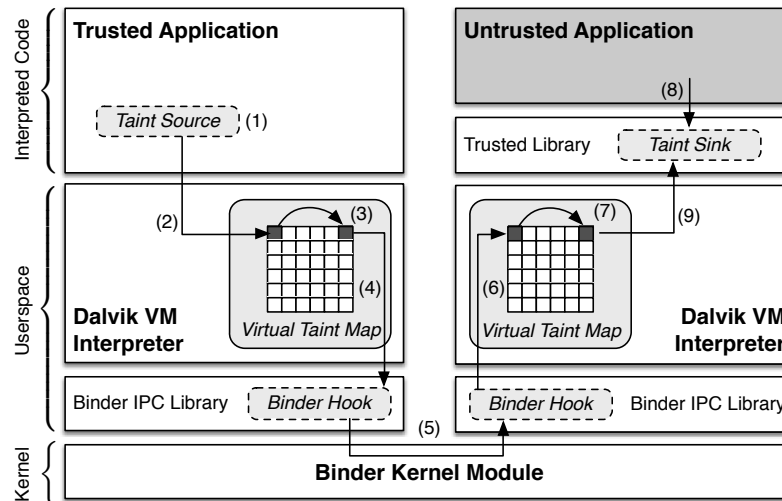 Interpreted Code
Trusted Application
Taint Source
(1)
Untrusted Application
(8)
Trusted Library
Taint Sink
Userspace
(2)
(3)
(4)
Virtual Taint Map
Dalvik VM
Interpreter
(6)
(7)
(9)
Virtual Taint Map
Dalvik VM
Interpreter
Binder IPC Library
Binder Hook
(5)
Binder Hook
Binder IPC Library
Kernel
Binder Kernel Module